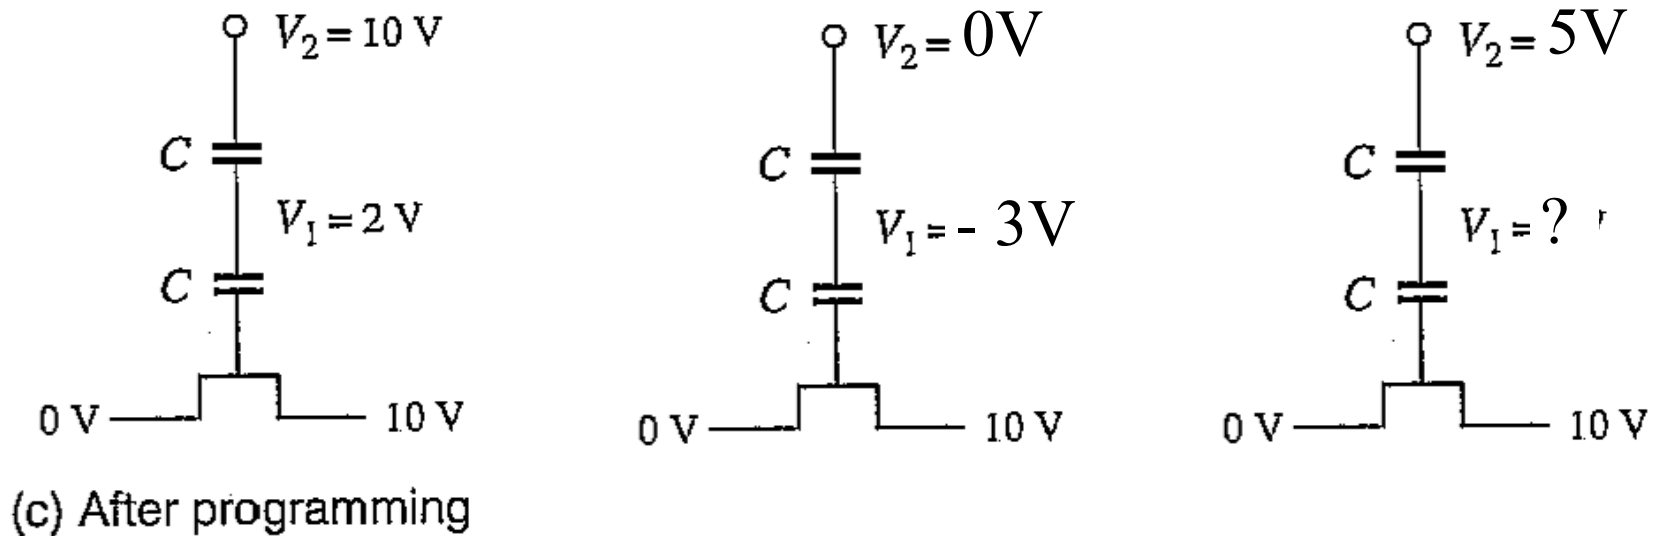 V₂ = 10 V
C
V₁ = 2 V
C
0 V
10 V
V₂ = 0V
C
V₁ = - 3V
C
0 V
10 V
V₂ = 5V
C
V₁ = ?
C
0 V
10 V
(c) After programming